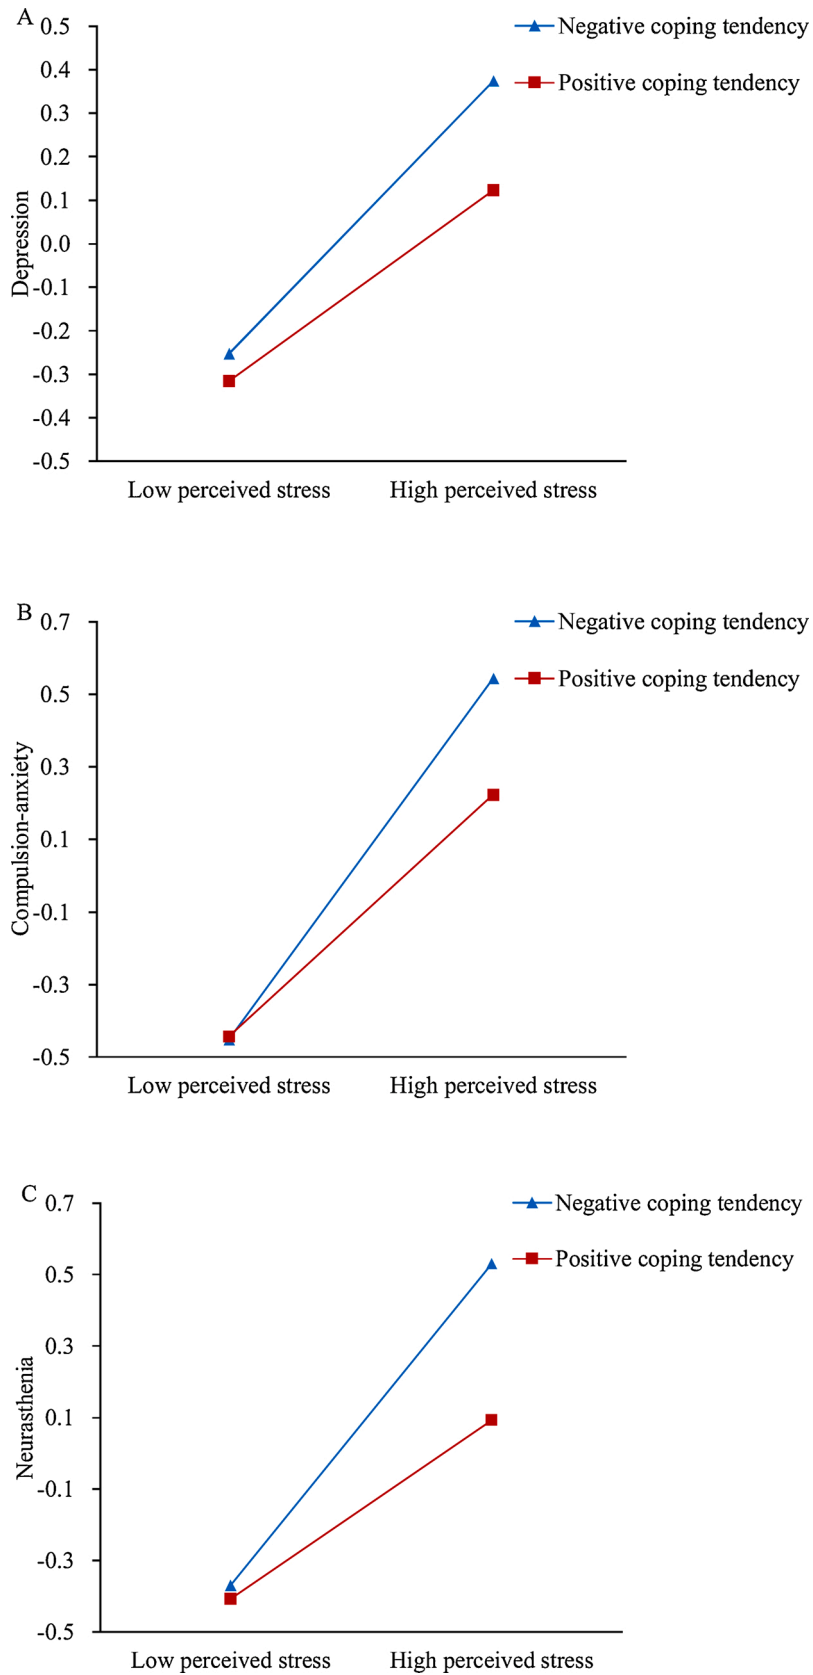 A
0.5
0.4
0.3
0.2
0.1
0.0
-0.1
-0.2
-0.3
-0.4
-0.5
Depression
Negative coping tendency
Positive coping tendency
Low perceived stress
High perceived stress
B
0.7
0.5
0.3
0.1
-0.1
-0.3
-0.5
Compulsion-anxiety
Negative coping tendency
Positive coping tendency
Low perceived stress
High perceived stress
C
0.7
0.5
0.3
0.1
-0.1
-0.3
-0.5
Neurasthenia
Negative coping tendency
Positive coping tendency
Low perceived stress
High perceived stress